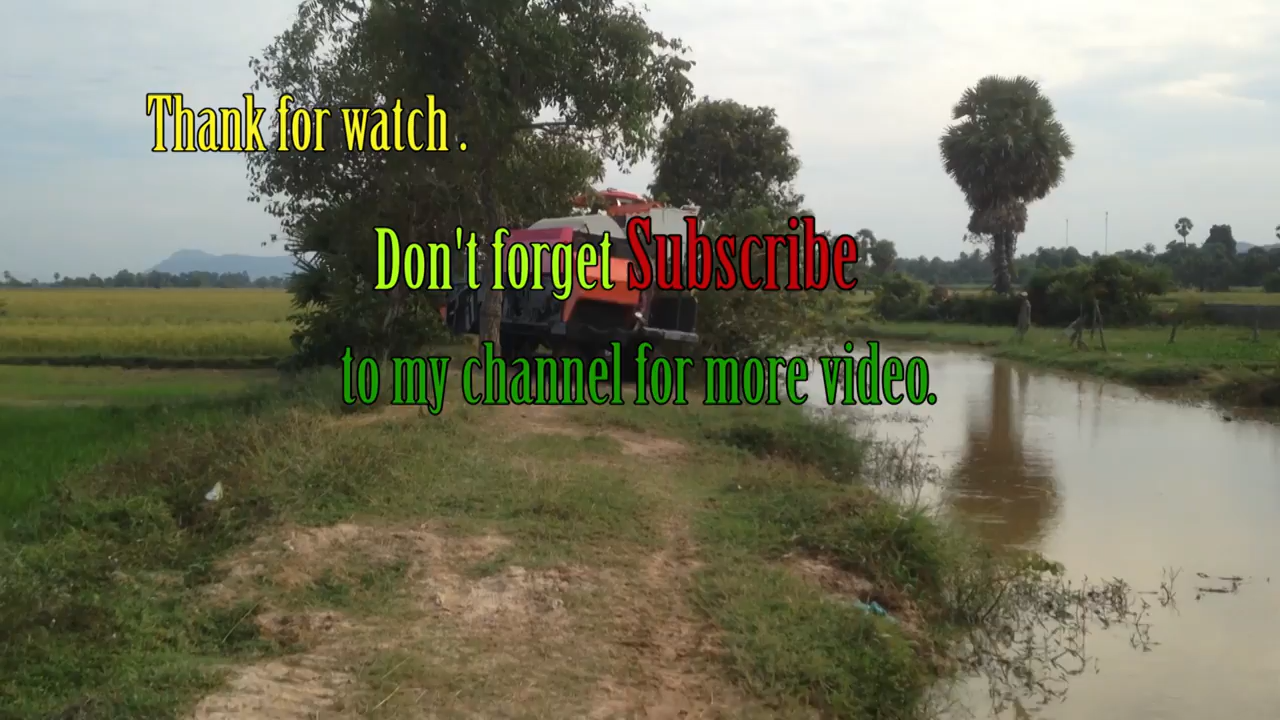 Thank for watch .
Don't forget Subscribe
to my channel for more video.